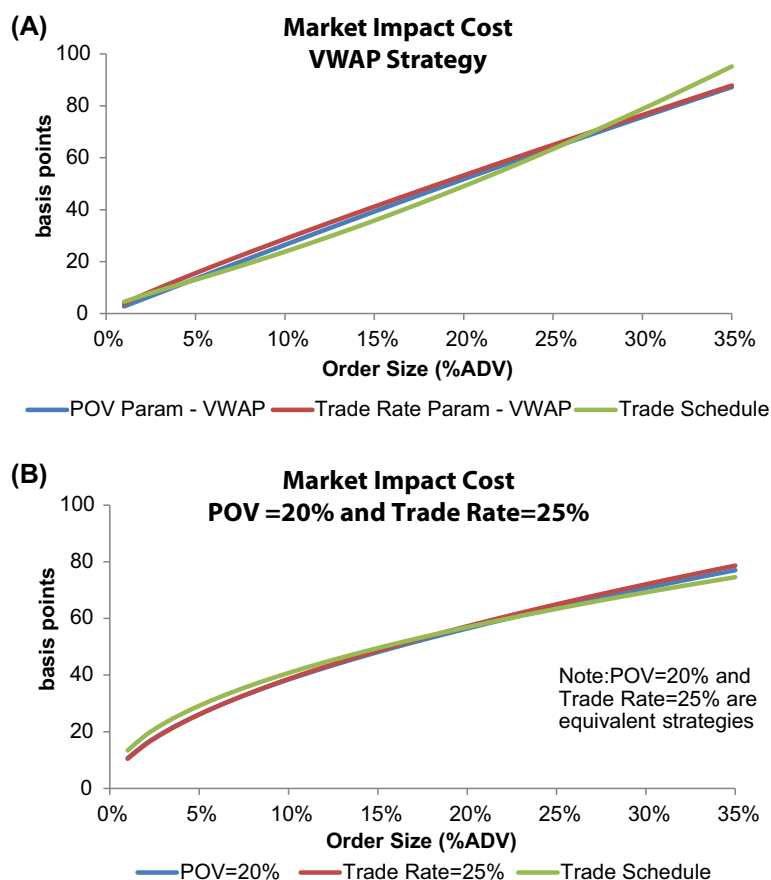 (A)
Market Impact Cost
VWAP Strategy
basis points
100
80
60
40
20
0
0% 5% 10% 15% 20% 25% 30% 35%
Order Size (%ADV)
POV Param - VWAP Trade Rate Param - VWAP Trade Schedule
(B)
Market Impact Cost
POV =20% and Trade Rate=25%
basis points
100
80
60
40
20
0
Note:POV=20% and
Trade Rate=25% are
equivalent strategies
0% 5% 10% 15% 20% 25% 30% 35%
Order Size (%ADV)
POV=20% Trade Rate=25% Trade Schedule